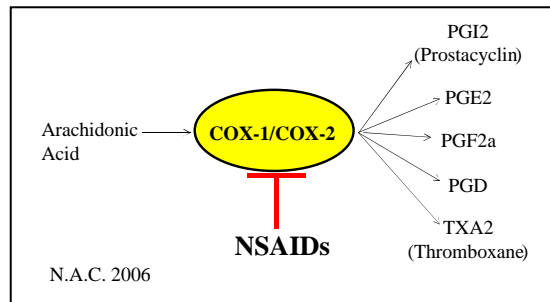 PGI2
(Prostacyclin)
PGE2
Arachidonic
Acid
COX-1/COX-2
PGF2a
PGD
TXA2
(Thromboxane)
NSAIDs
N.A.C. 2006